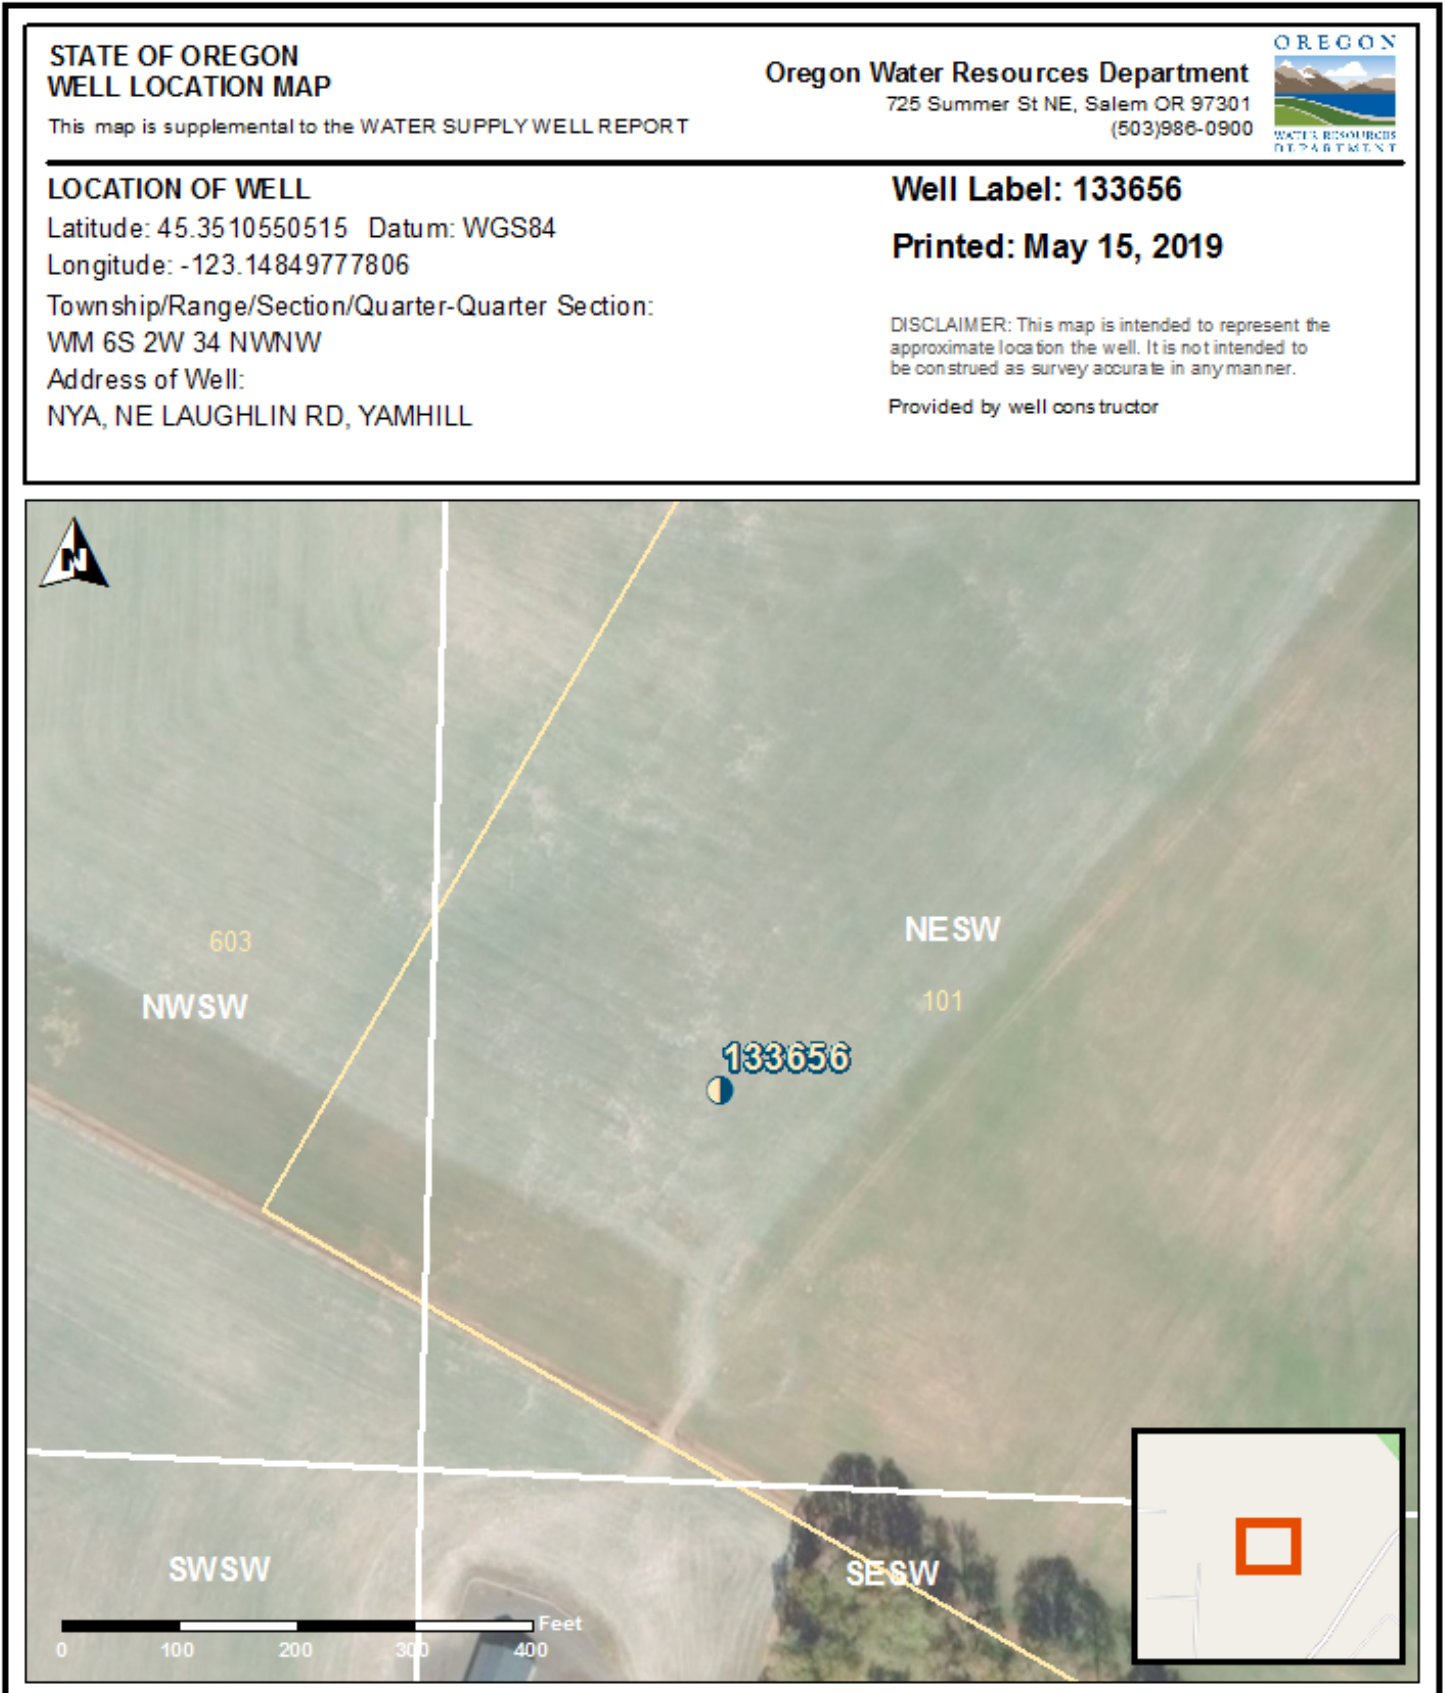 STATE OF OREGON
WELL LOCATION MAP
This map is supplemental to the WATER SUPPLY WELL REPORT
Oregon Water Resources Department
725 Summer St NE, Salem OR 97301
(503)986-0900
OREGON
WATER RESOURCES
DEPARTMENT
LOCATION OF WELL
Latitude: 45.3510550515 Datum: WGS84
Longitude: -123.14849777806
Township/Range/Section/Quarter-Quarter Section:
WM 6S 2W 34 NWNW
Address of Well:
NYA, NE LAUGHLIN RD, YAMHILL
Well Label: 133656
Printed: May 15, 2019
DISCLAIMER: This map is intended to represent the
approximate location the well. It is not intended to
be construed as survey accurate in any manner.
Provided by well constructor
N
603
NWSW
NESW
101
133656
SWSW
SESW
Feet
0 100 200 300 400